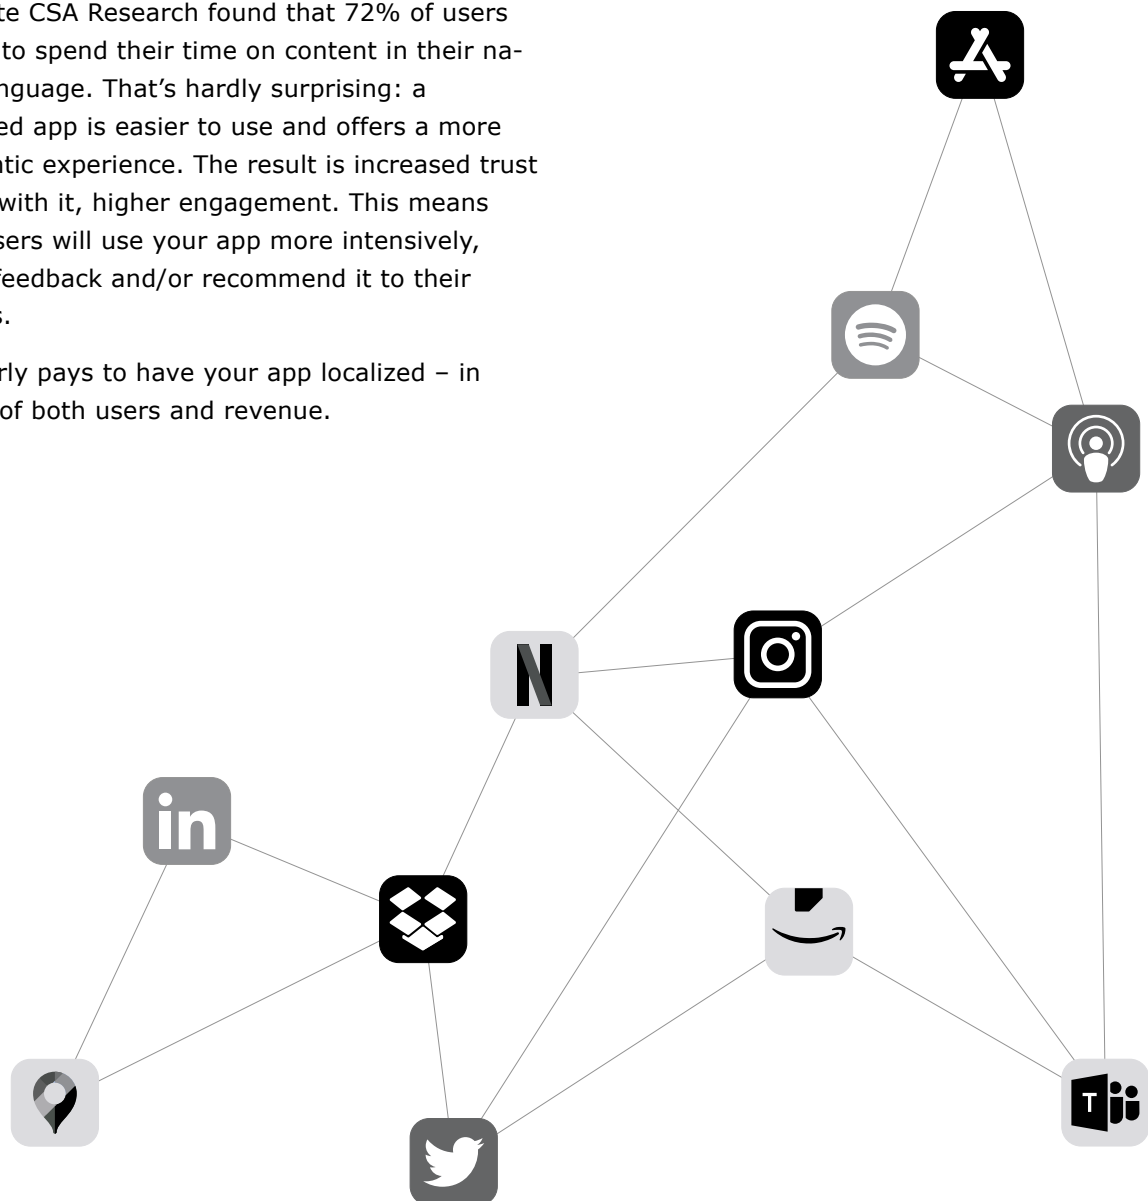 te CSA Research found that 72% of users
to spend their time on content in their na-
nguage. That’s hardly surprising: a
ed app is easier to use and offers a more
ntic experience. The result is increased trust
with it, higher engagement. This means
sers will use your app more intensively,
feedback and/or recommend it to their
s.
rly pays to have your app localized – in
of both users and revenue.
N
in
T